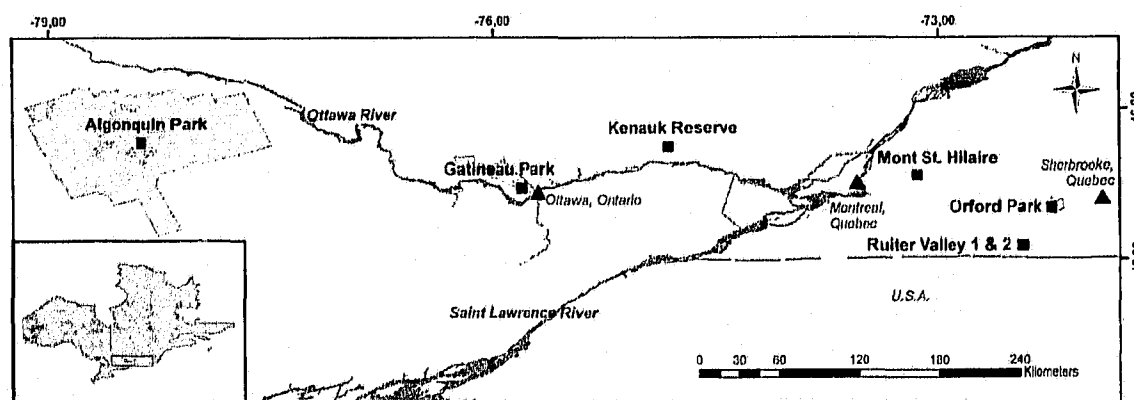 -79,00
-76,00
-73,00
N
Ottawa River
Algonquin Park
Kenauk Reserve
Mont St. Hilaire
Sherbrooke,
Quebec
Gatineau Park
Ottawa, Ontario
Montreal,
Quebec
Orford Park
Ruiter Valley 1 & 2
U.S.A.
Saint Lawrence River
0 30 60 120 180 240
Kilometers